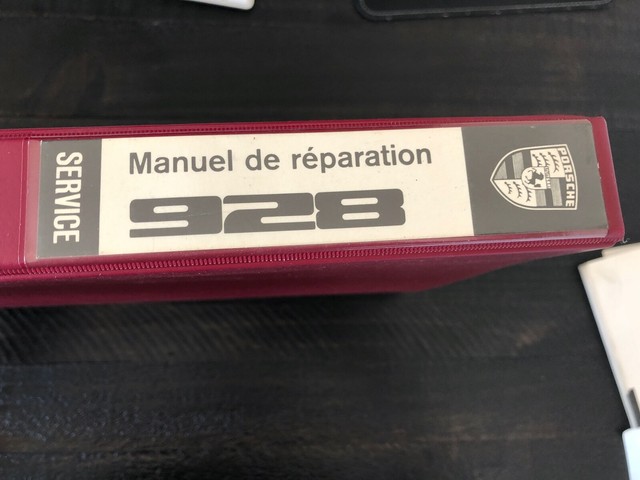 SERVICE
Manuel de réparation
928
PORSCHE